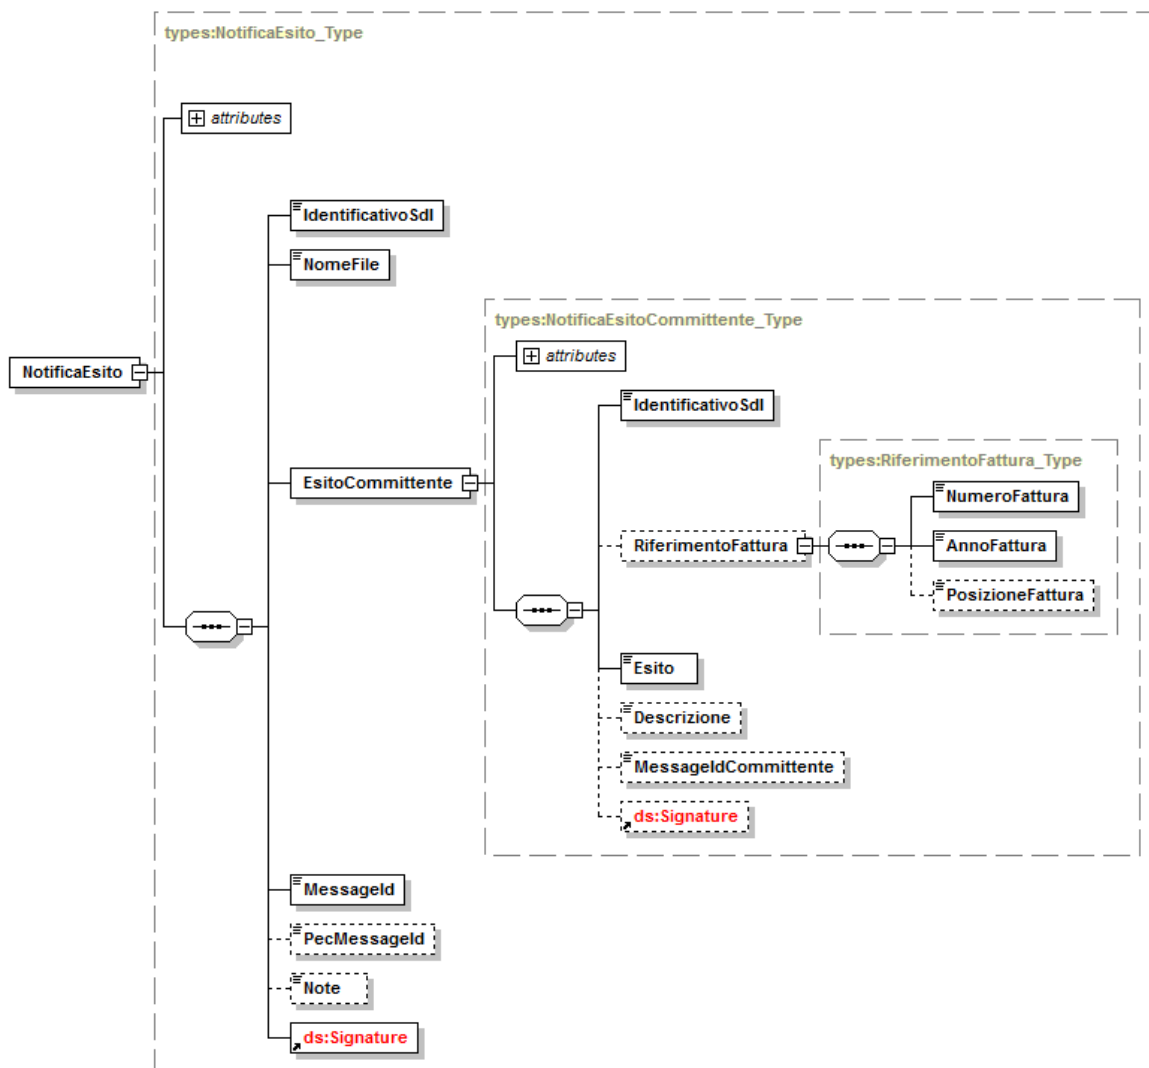 types:NotificaEsito_Type
attributes
IdentificativoSdI
NomeFile
types:NotificaEsitoCommittente_Type
attributes
NotificaEsito
IdentificativoSdI
types:RiferimentoFattura_Type
EsitoCommittente
NumeroFattura
RiferimentoFattura
AnnoFattura
PosizioneFattura
Esito
Descrizione
MessageIdCommittente
ds:Signature
MessageId
PecMessageId
Note
ds:Signature